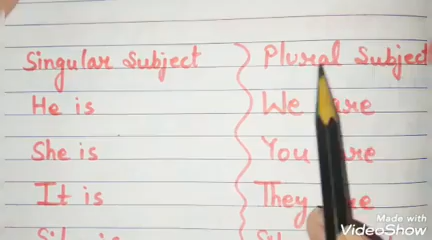 Singular Subject Plural Subject
He is We are
She is You are
It is They are
is
Made with
VideoShow